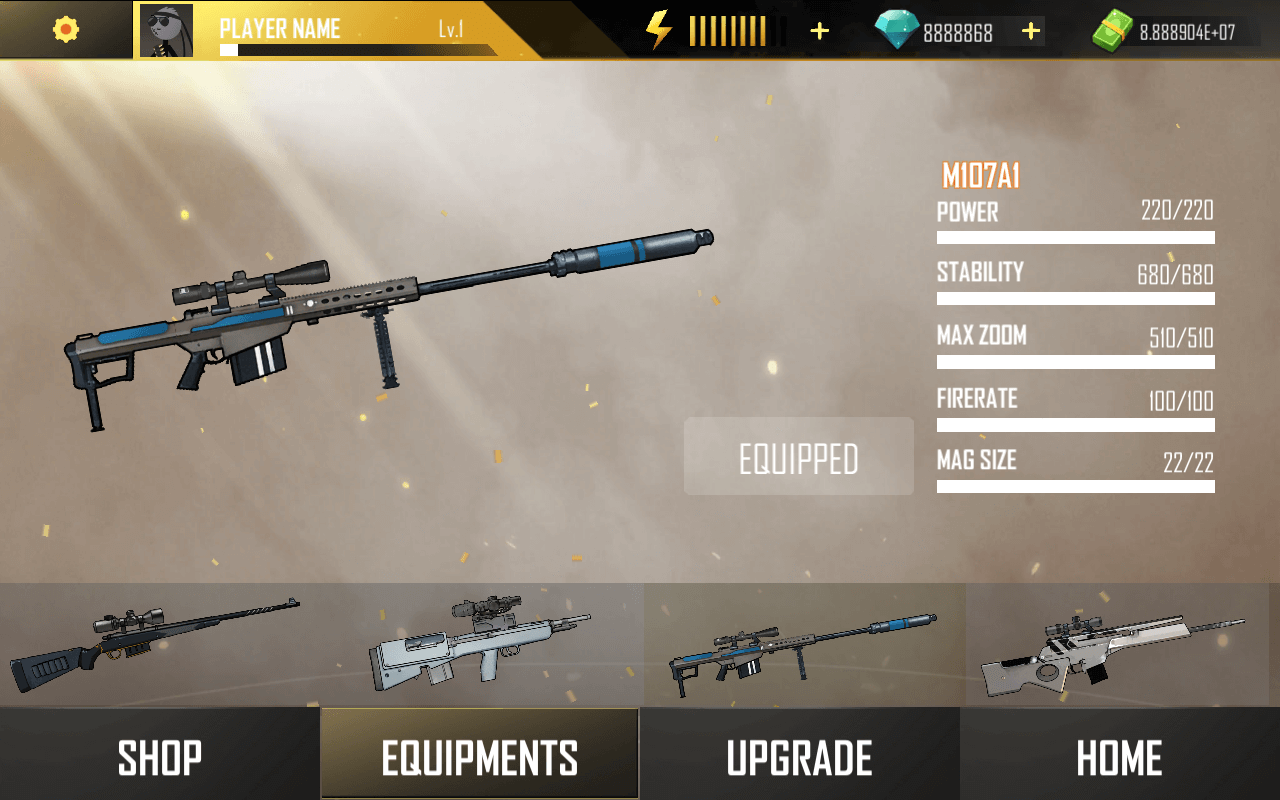 PLAYER NAME
Lv.1
+
8888868
+
8.888904E+07
M107A1
POWER
220/220
STABILITY
680/680
MAX ZOOM
510/510
FIRERATE
100/100
MAG SIZE
22/22
EQUIPPED
SHOP
EQUIPMENTS
UPGRADE
HOME